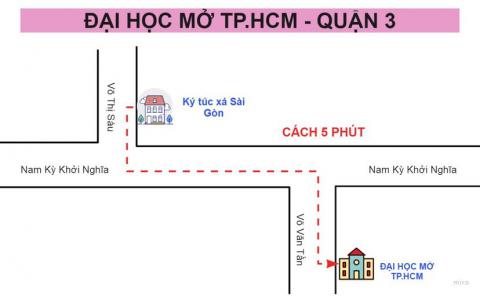 ĐẠI HỌC MỞ TP.HCM - QUẬN 3
Võ Thị Sáu
Ký túc xá Sài
Gòn
CÁCH 5 PHÚT
Nam Kỳ Khởi Nghĩa
Nam Kỳ Khởi Nghĩa
Võ Văn Tần
ĐẠI HỌC MỞ
TP.HCM
miro